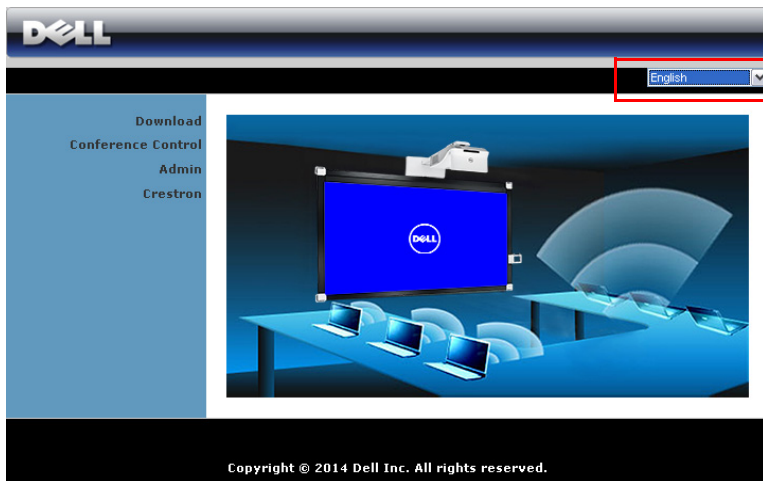 DELL
English
Download
Conference Control
Admin
Crestron
DELL
Copyright © 2014 Dell Inc. All rights reserved.